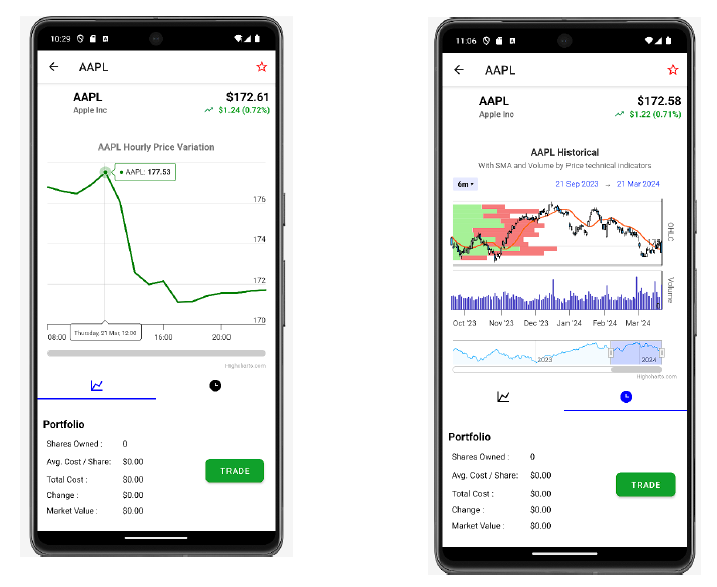 10:29
AAPL
AAPL $172.61
Apple Inc $1.24 (0.72%)
AAPL Hourly Price Variation
AAPL: 177.53
176
174
172
170
08:00 Thursday, 21 Mar, 12:00 16:00 20:00
Highcharts.com
Portfolio
Shares Owned : 0
Avg. Cost / Share: $0.00
Total Cost : $0.00
Change : $0.00
Market Value : $0.00
TRADE
11:06
AAPL
AAPL $172.58
Apple Inc $1.22 (0.71%)
AAPL Historical
With SMA and Volume by Price technical indicators
6m 21 Sep 2023 → 21 Mar 2024
OHLC
Volume
Oct '23 Nov '23 Dec '23 Jan '24 Feb '24 Mar '24
2023 2024
Highcharts.com
Portfolio
Shares Owned : 0
Avg. Cost / Share: $0.00
Total Cost : $0.00
Change : $0.00
Market Value : $0.00
TRADE